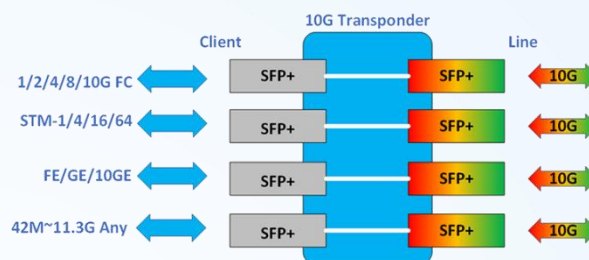 10G Transponder
Client Line
1/2/4/8/10G FC SFP+ SFP+ 10G
STM-1/4/16/64 SFP+ SFP+ 10G
FE/GE/10GE SFP+ SFP+ 10G
42M~11.3G Any SFP+ SFP+ 10G